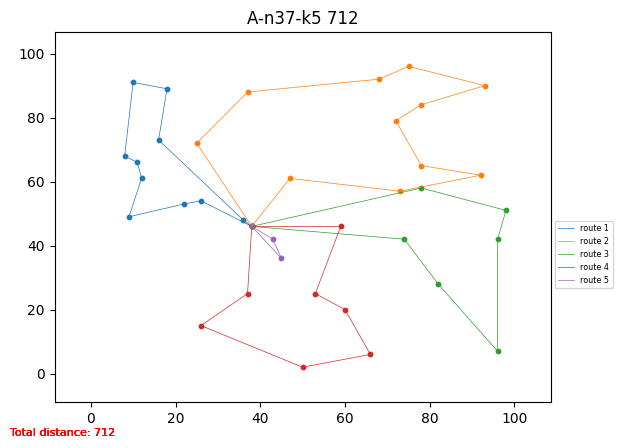 A-n37-k5 712
100
80
60
40
20
0
0 20 40 60 80 100
route 1
route 2
route 3
route 4
route 5
Total distance: 712